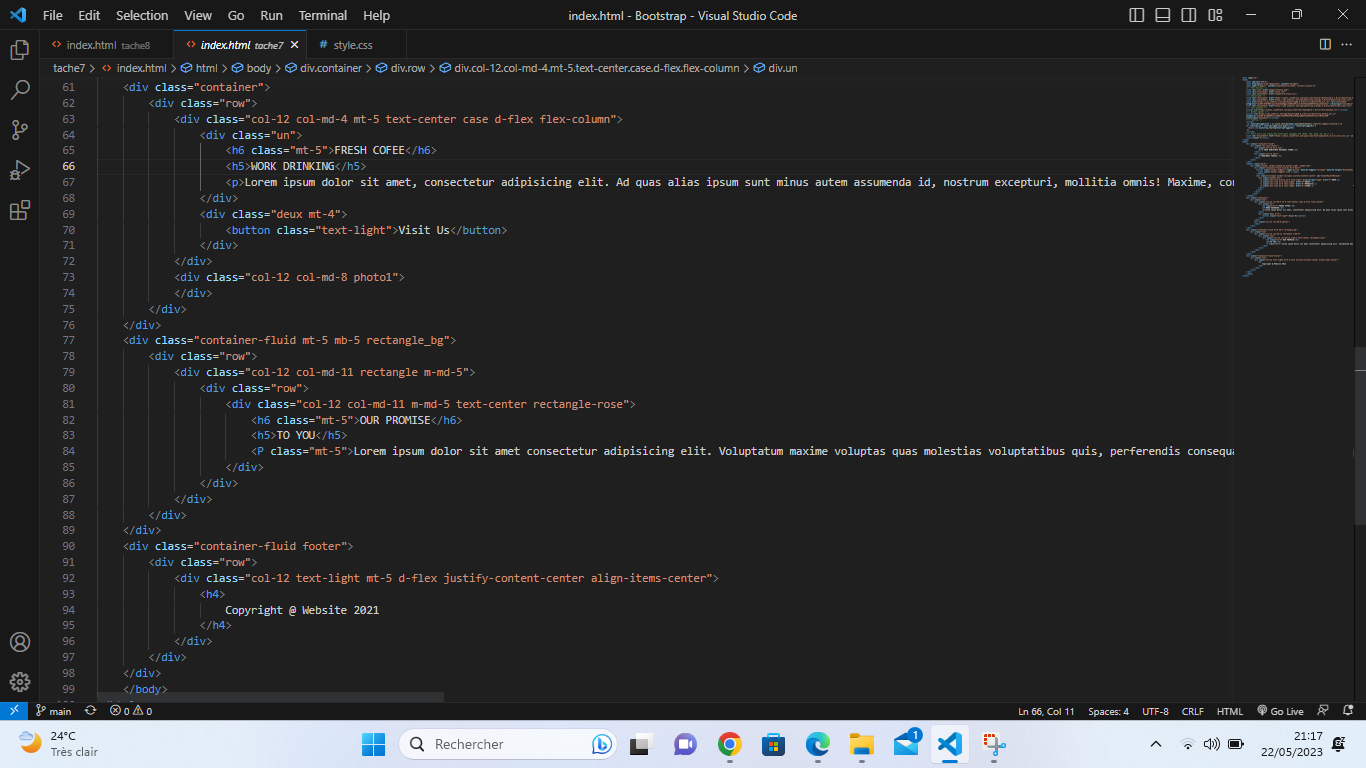 File Edit Selection View Go Run Terminal Help
index.html - Bootstrap - Visual Studio Code
index.html tache8
index.html tache7
# style.css
tache7 > index.html > html > body > div.container > div.row > div.col-12.col-md-4.mt-5.text-center.case.d-flex.flex-column > div.un
61 <div class="container">
62 <div class="row">
63 <div class="col-12 col-md-4 mt-5 text-center case d-flex flex-column">
64 <div class="un">
65 <h6 class="mt-5">FRESH COFEE</h6>
66 <h5>WORK DRINKING</h5>
67 <p>Lorem ipsum dolor sit amet, consectetur adipisicing elit. Ad quas alias ipsum sunt minus autem assumenda id, nostrum excepturi, mollitia omnis! Maxime, cor
68 </div>
69 <div class="deux mt-4">
70 <button class="text-light">Visit Us</button>
71 </div>
72 </div>
73 <div class="col-12 col-md-8 photo1">
74 </div>
75 </div>
76 </div>
77 <div class="container-fluid mt-5 mb-5 rectangle_bg">
78 <div class="row">
79 <div class="col-12 col-md-11 rectangle m-md-5">
80 <div class="row">
81 <div class="col-12 col-md-11 m-md-5 text-center rectangle-rose">
82 <h6 class="mt-5">OUR PROMISE</h6>
83 <h5>TO YOU</h5>
84 <P class="mt-5">Lorem ipsum dolor sit amet consectetur adipisicing elit. Voluptatum maxime voluptas quas molestias voluptatibus quis, perferendis consequa
85 </div>
86 </div>
87 </div>
88 </div>
89 </div>
90 <div class="container-fluid footer">
91 <div class="row">
92 <div class="col-12 text-light mt-5 d-flex justify-content-center align-items-center">
93 <h4>
94 Copyright @ Website 2021
95 </h4>
96 </div>
97 </div>
98 </div>
99 </body>
main 0 0 Ln 66, Col 11 Spaces: 4 UTF-8 CRLF HTML Go Live
24°C
Très clair
Rechercher
1
21:17
22/05/2023